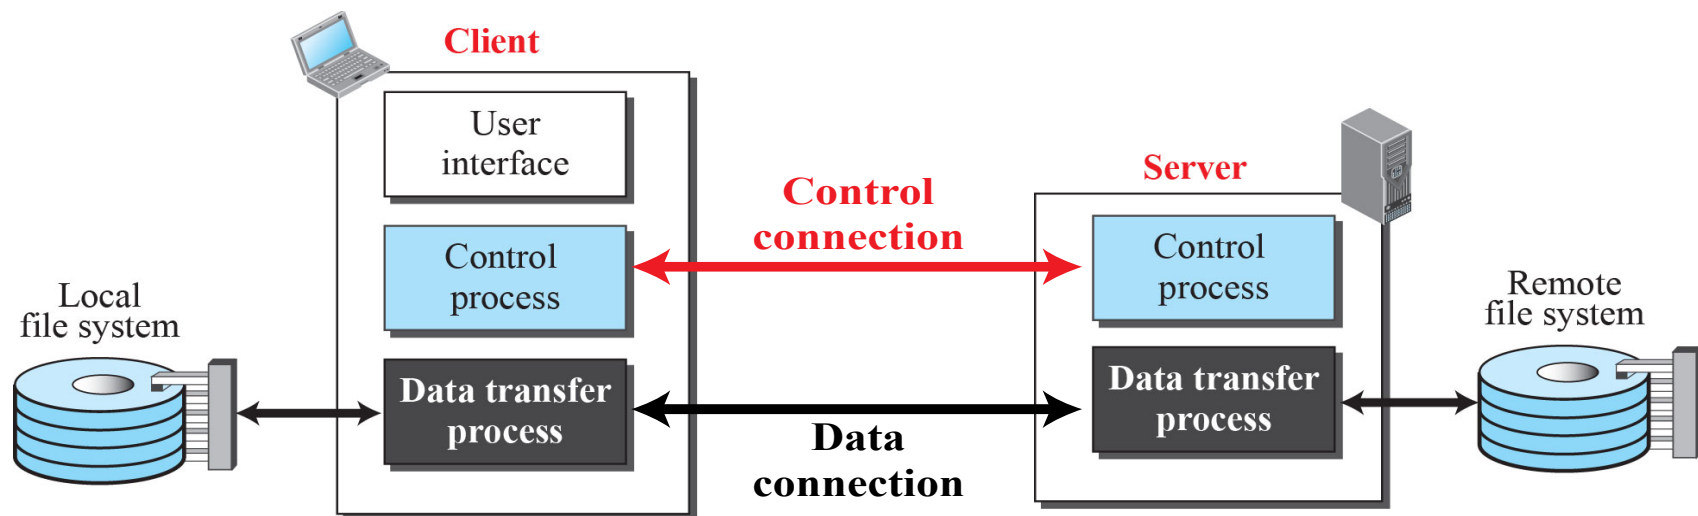 Client
User
interface
Control
process
Data transfer
process
Local
file system
Control
connection
Data
connection
Server
Control
process
Data transfer
process
Remote
file system